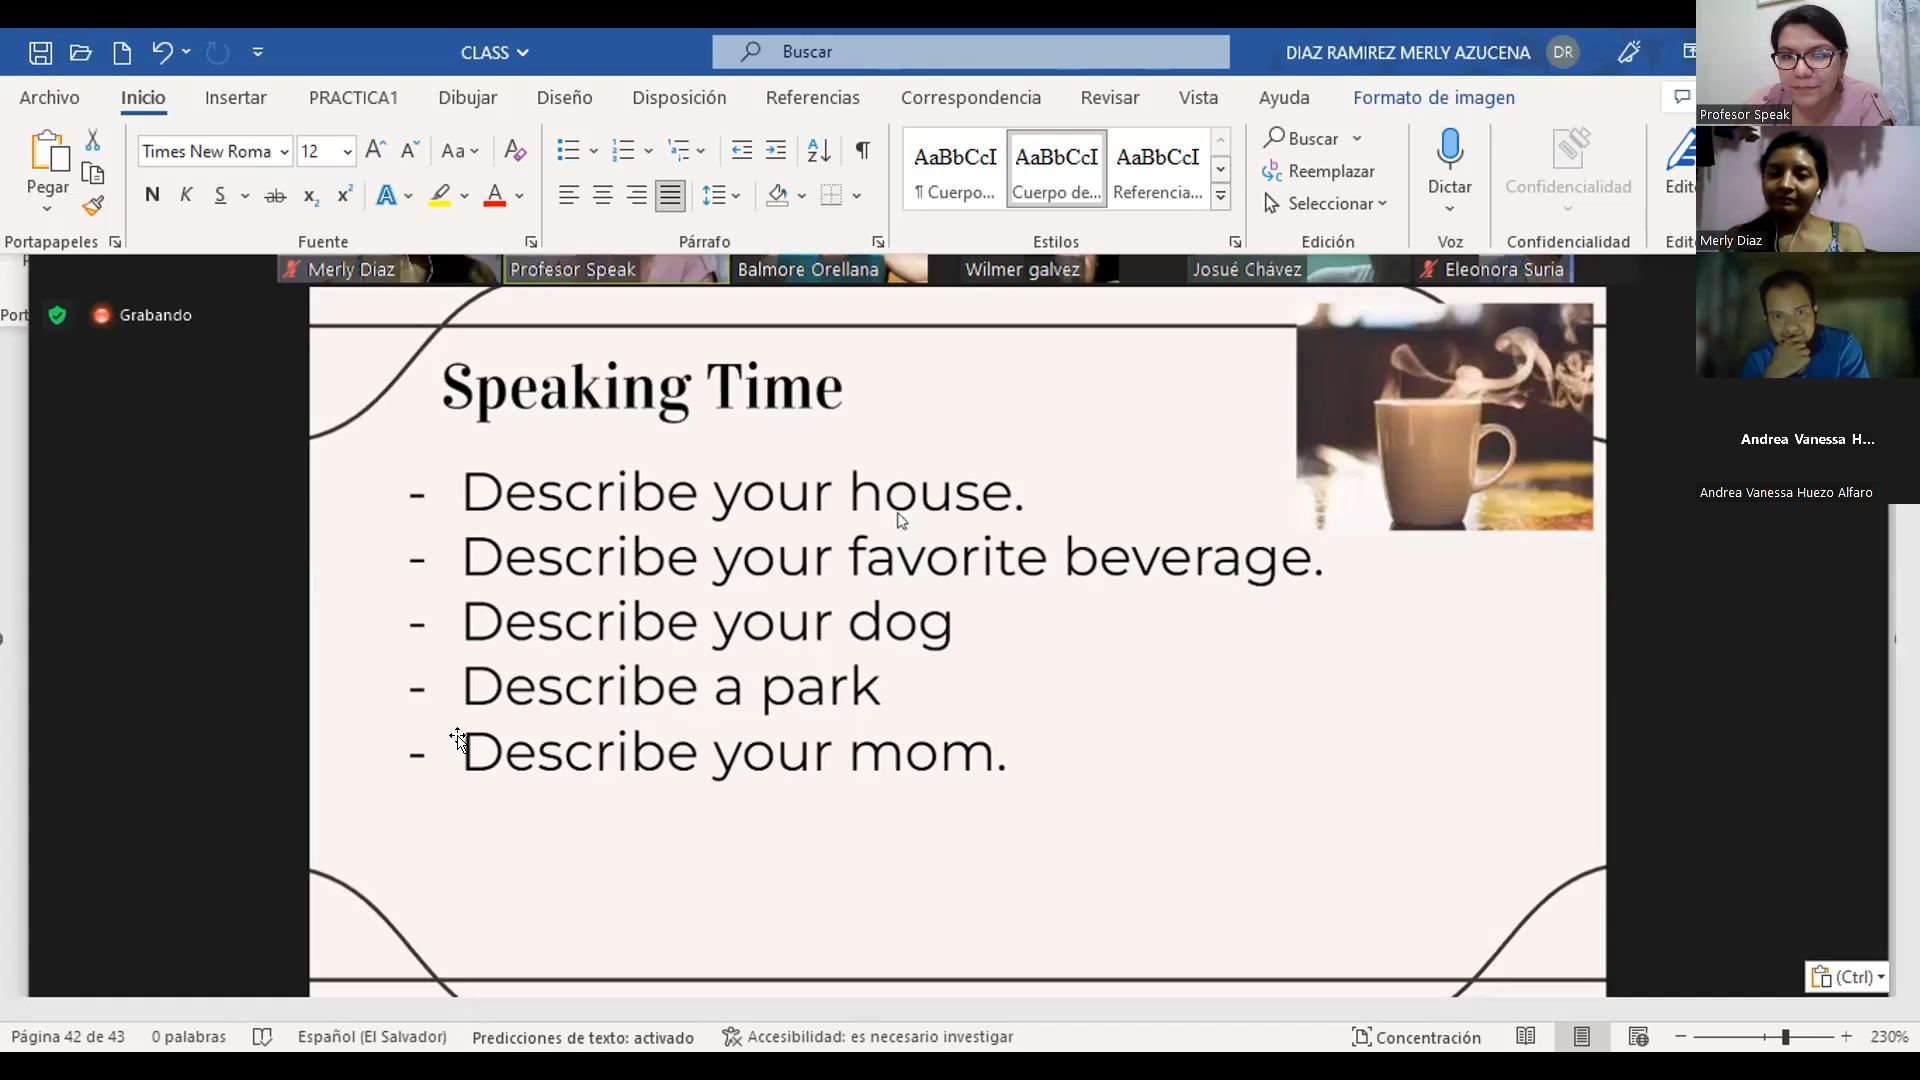 CLASS
Buscar
DIAZ RAMIREZ MERLY AZUCENA
DR
Archivo
Inicio
Insertar
PRACTICA1
Dibujar
Diseño
Disposición
Referencias
Correspondencia
Revisar
Vista
Ayuda
Formato de imagen
Profesor Speak
Pegar
Times New Roma
12
Aa
N K S ab x₂ x² A A
AaBbCcI
AaBbCcI
AaBbCcI
¶ Cuerpo...
Cuerpo de...
Referencia...
Buscar
Reemplazar
Seleccionar
Dictar
Confidencialidad
Portapapeles
Fuente
Párrafo
Estilos
Edición
Voz
Confidencialidad
Merly Diaz
Merly Diaz
Profesor Speak
Balmore Orellana
Wilmer galvez
Josué Chávez
Eleonora Suria
Grabando
Speaking Time
- Describe your house.
- Describe your favorite beverage.
- Describe your dog
- Describe a park
- Describe your mom.
Andrea Vanessa H...
Andrea Vanessa Huezo Alfaro
(Ctrl)
Página 42 de 43
0 palabras
Español (El Salvador)
Predicciones de texto: activado
Accesibilidad: es necesario investigar
Concentración
230%